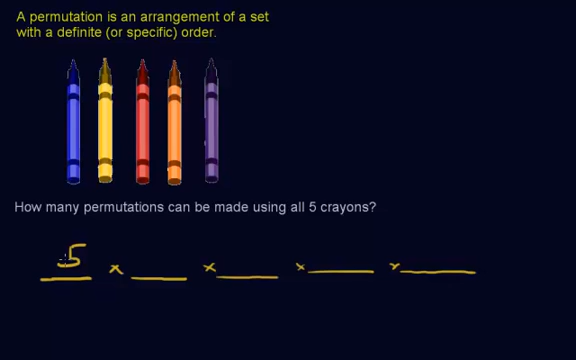 A permutation is an arrangement of a set
with a definite (or specific) order.
How many permutations can be made using all 5 crayons?
5 × × × ×